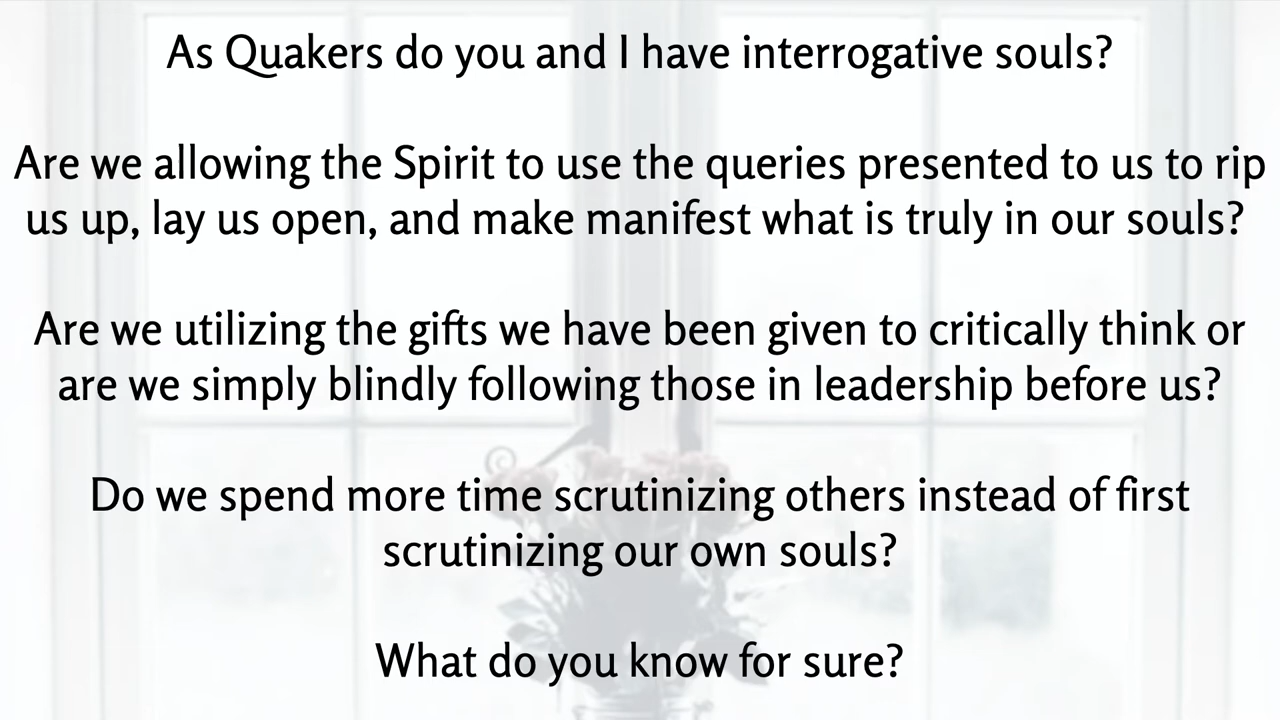 As Quakers do you and I have interrogative souls?
Are we allowing the Spirit to use the queries presented to us to rip
us up, lay us open, and make manifest what is truly in our souls?
Are we utilizing the gifts we have been given to critically think or
are we simply blindly following those in leadership before us?
Do we spend more time scrutinizing others instead of first
scrutinizing our own souls?
What do you know for sure?